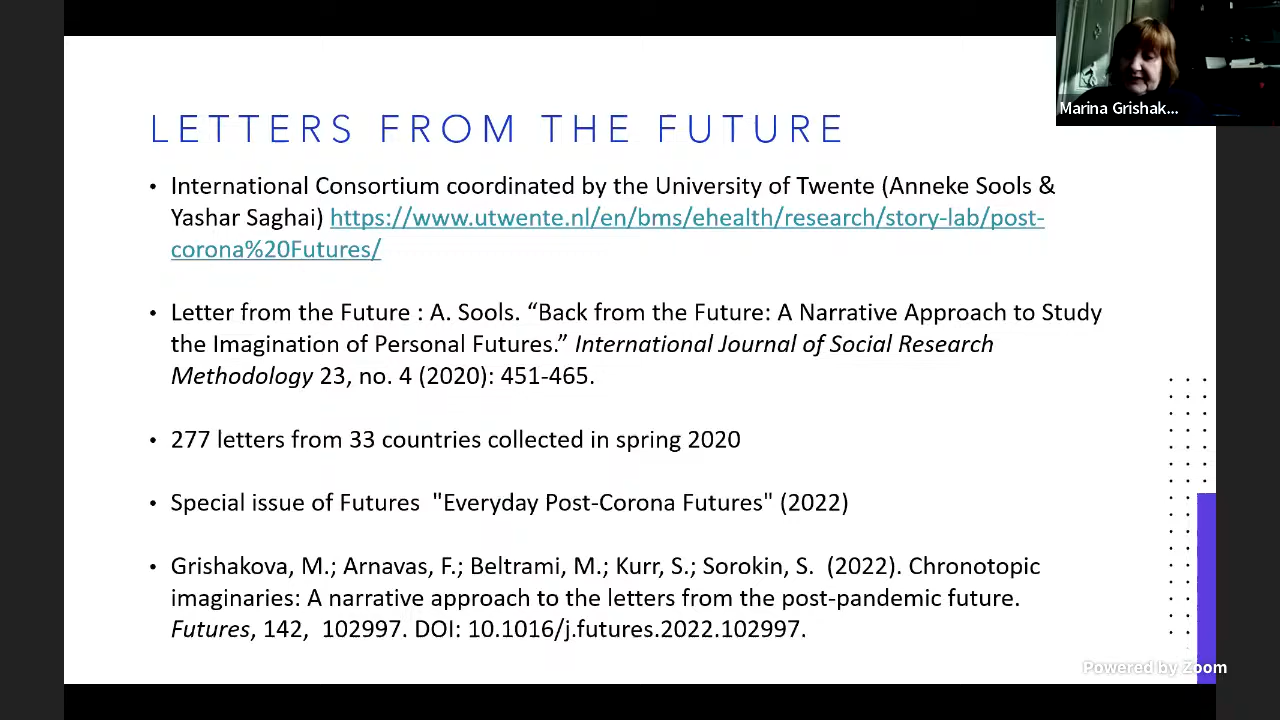 LETTERS FROM THE FUTURE
Marina Grishak...
• International Consortium coordinated by the University of Twente (Anneke Sools &
Yashar Saghai) https://www.utwente.nl/en/bms/ehealth/research/story-lab/post-
corona%20Futures/
• Letter from the Future : A. Sools. “Back from the Future: A Narrative Approach to Study
the Imagination of Personal Futures.” International Journal of Social Research
Methodology 23, no. 4 (2020): 451-465.
• 277 letters from 33 countries collected in spring 2020
• Special issue of Futures "Everyday Post-Corona Futures" (2022)
• Grishakova, M.; Arnavas, F.; Beltrami, M.; Kurr, S.; Sorokin, S. (2022). Chronotopic
imaginaries: A narrative approach to the letters from the post-pandemic future.
Futures, 142, 102997. DOI: 10.1016/j.futures.2022.102997.
Powered by Zoom